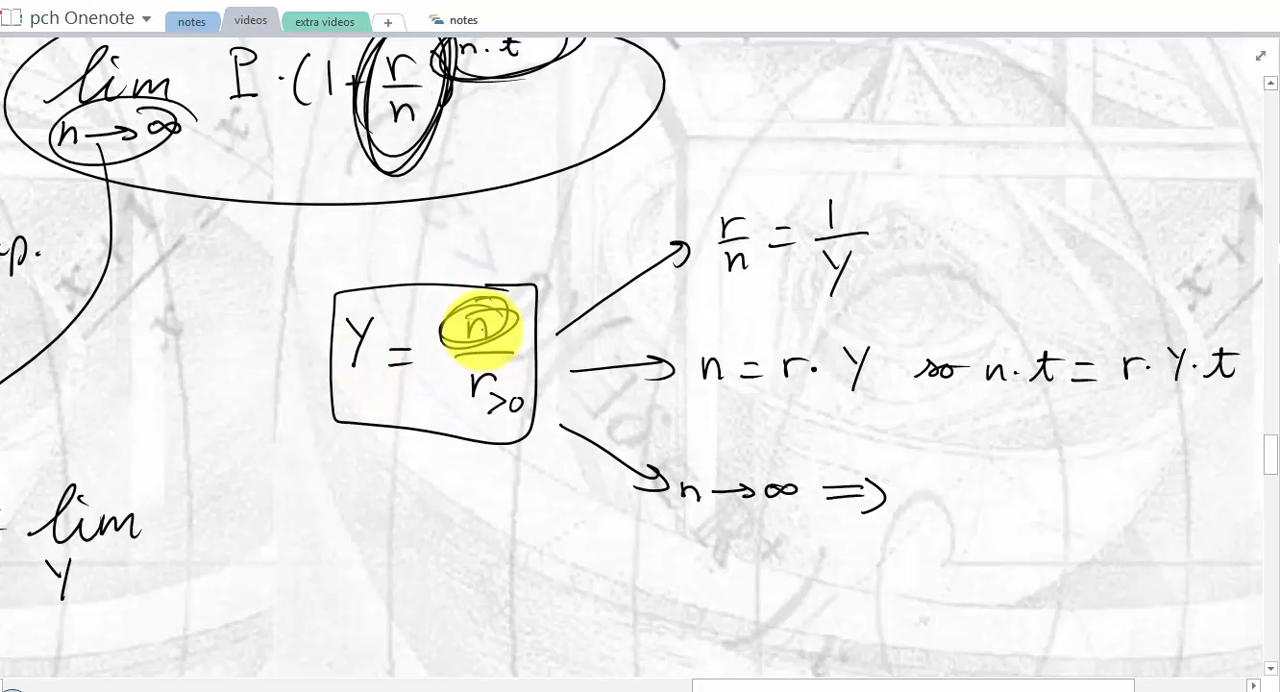 pch Onenote
notes videos extra videos + notes
lim P · (1 + r/n)^n·t
n → ∞
p.
r/n = 1/Y
Y = n/r>0
n = r · Y so n · t = r · Y · t
n → ∞ ⇒
= lim
Y